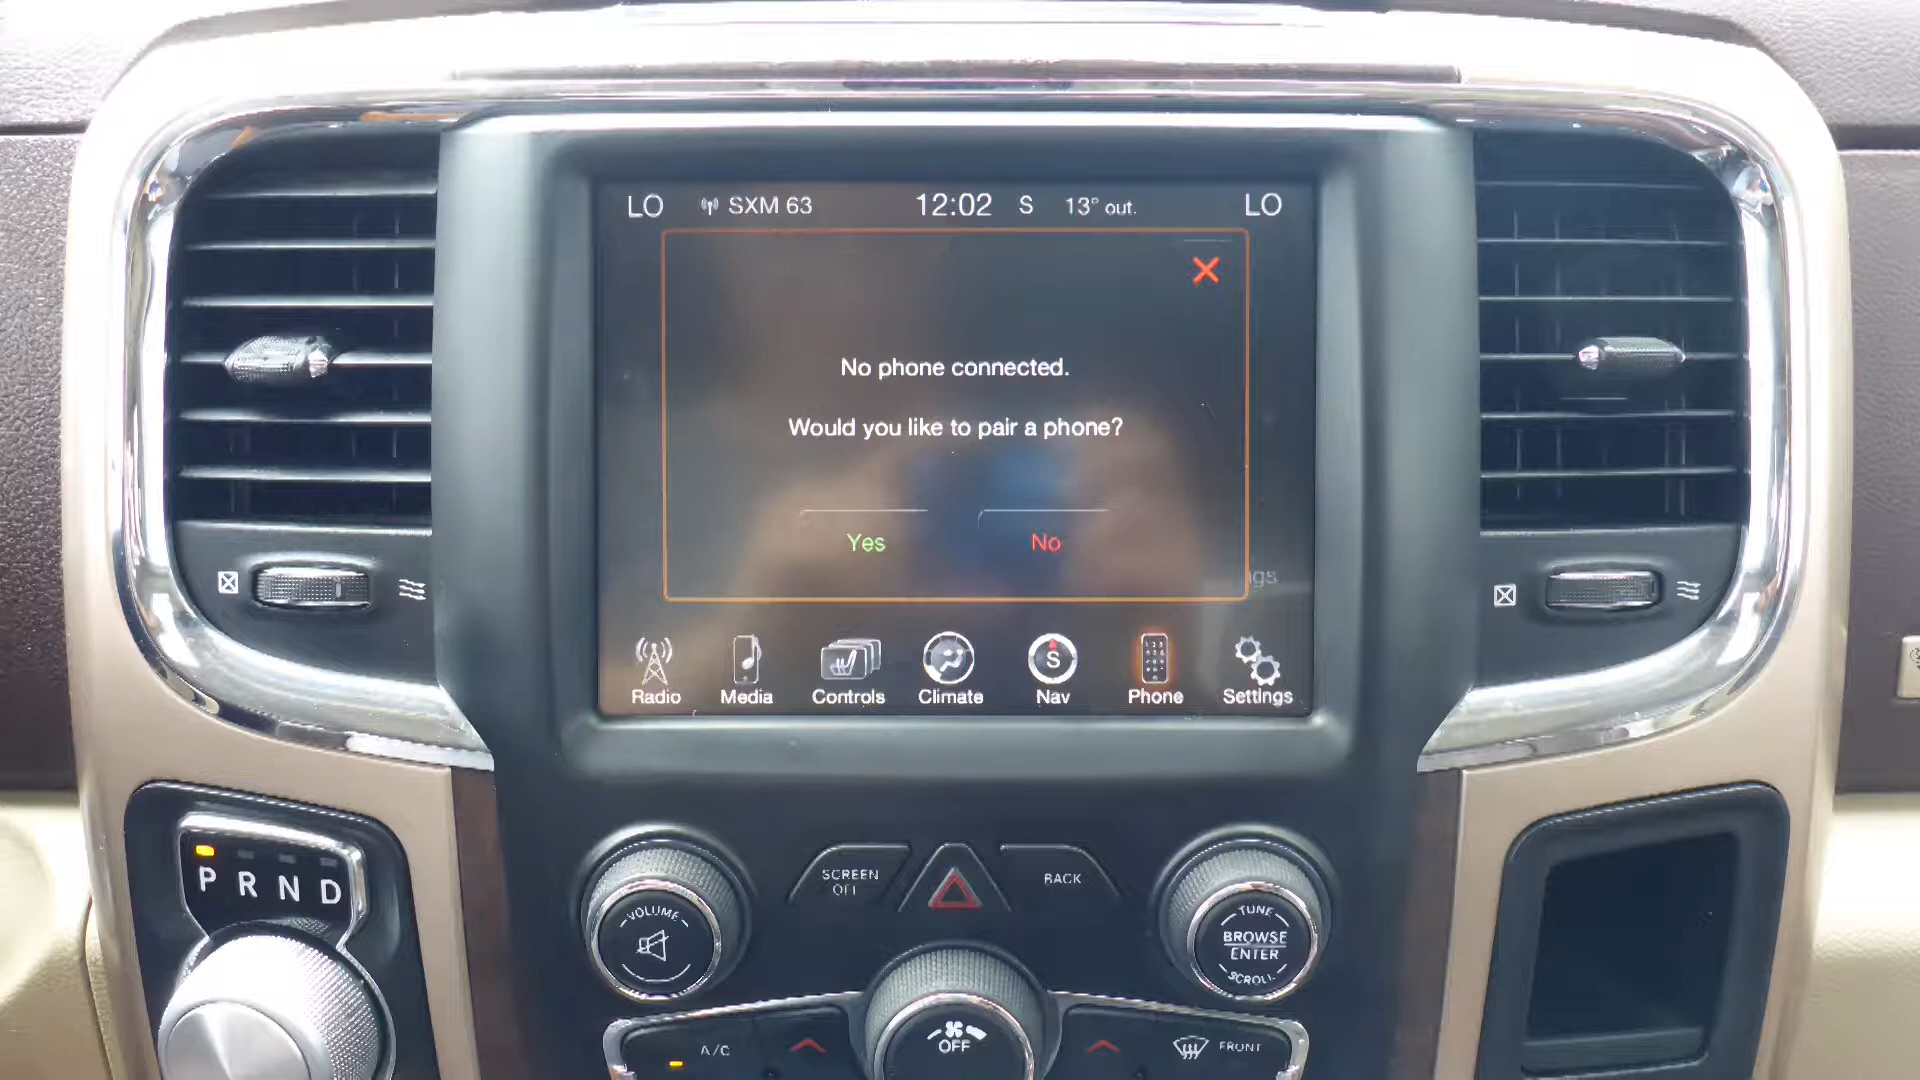 LO SXM 63 12:02 S 13° out. LO
No phone connected.
Would you like to pair a phone?
Yes No
S
Radio Media Controls Climate Nav Phone Settings
P R N D
SCREEN
OFF
BACK
VOLUME
TUNE
BROWSE
ENTER
SCROLL
A/C
OFF
FRONT